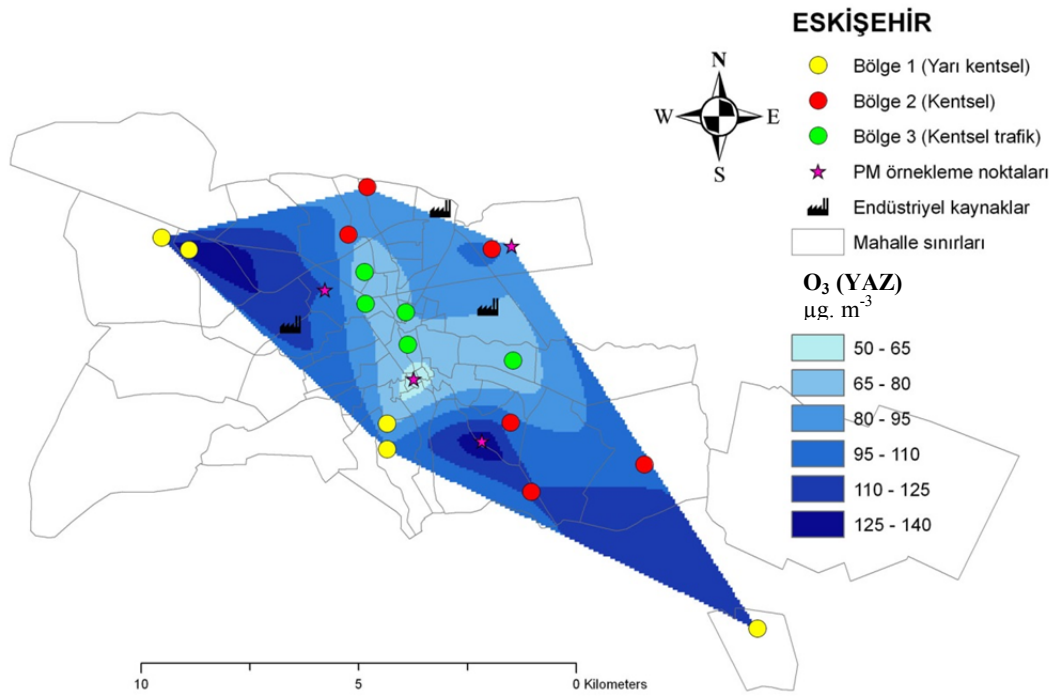 ESKİŞEHİR
N
W E
S
Bölge 1 (Yarı kentsel)
Bölge 2 (Kentsel)
Bölge 3 (Kentsel trafik)
PM örnekleme noktaları
Endüstriyel kaynaklar
Mahalle sınırları
O₃ (YAZ)
µg. m⁻³
50 - 65
65 - 80
80 - 95
95 - 110
110 - 125
125 - 140
10 5 0 Kilometers